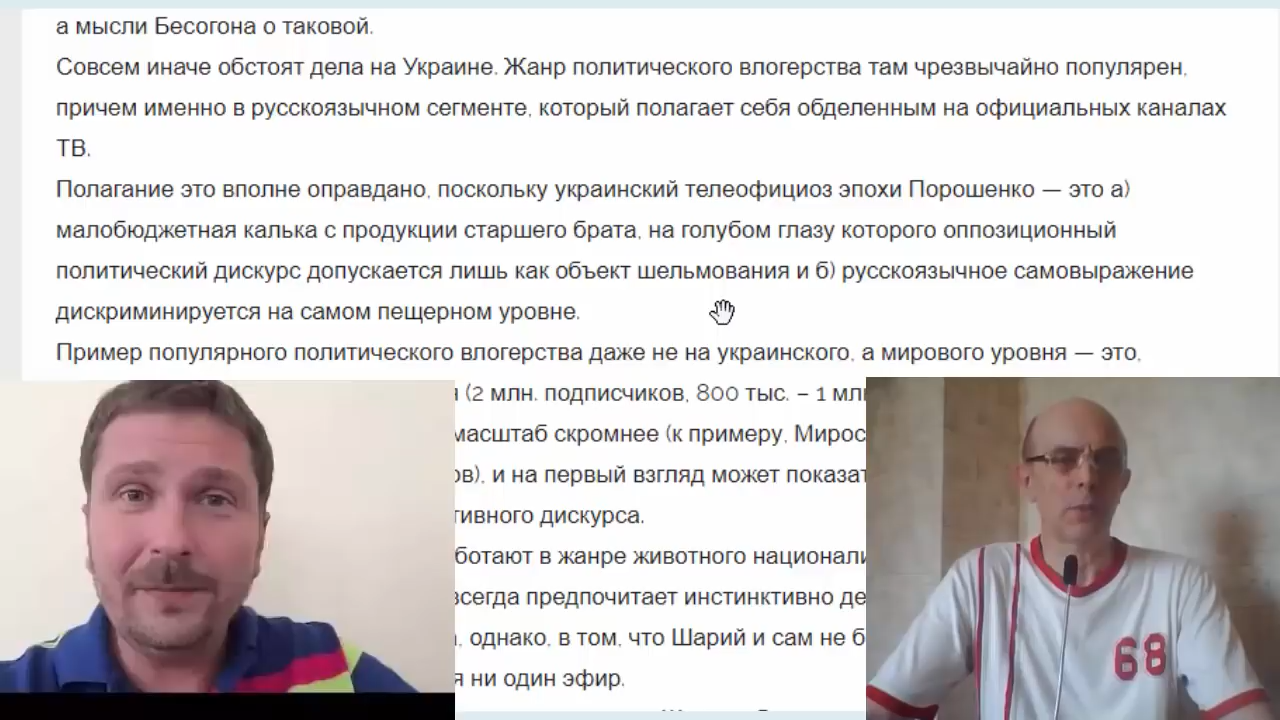 а мысли Бесогона о таковой.
Совсем иначе обстоят дела на Украине. Жанр политического влогерства там чрезвычайно популярен,
причем именно в русскоязычном сегменте, который полагает себя обделенным на официальных каналах
ТВ.
Полагание это вполне оправдано, поскольку украинский телеофициоз эпохи Порошенко — это а)
малобюджетная калька с продукции старшего брата, на голубом глазу которого оппозиционный
политический дискурс допускается лишь как объект шельмования и б) русскоязычное самовыражение
дискриминируется на самом пещерном уровне.
Пример популярного политического влогерства даже не на украинского, а мирового уровня — это,
(2 млн. подписчиков, 800 тыс. – 1 мл
масштаб скромнее (к примеру, Мирос
ов), и на первый взгляд может показат
тивного дискурса.
ботают в жанре животного национали
всегда предпочитает инстинктивно де
, однако, в том, что Шарий и сам не б
я ни один эфир.
68